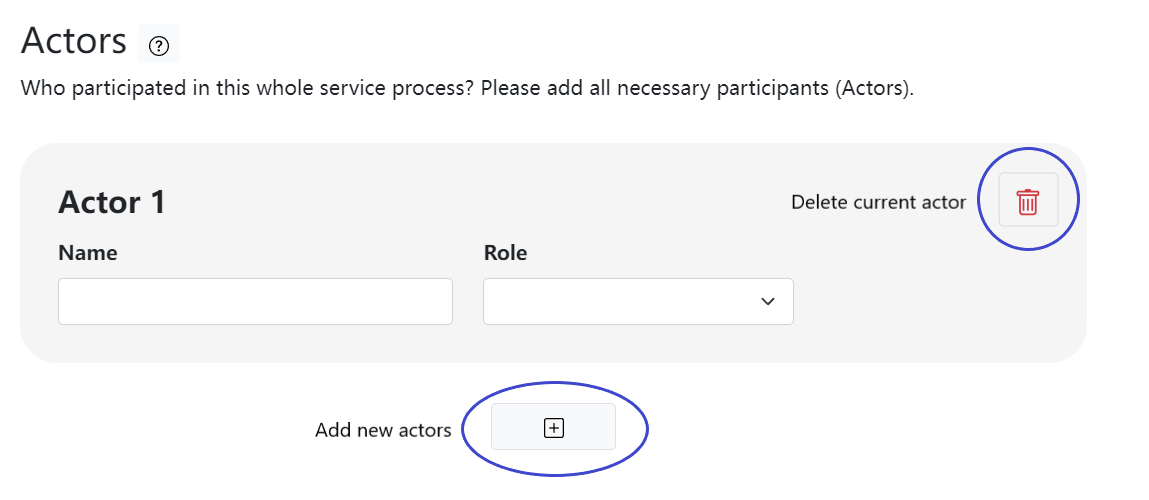 Actors
Who participated in this whole service process? Please add all necessary participants (Actors).
Actor 1
Delete current actor
Name
Role
Add new actors